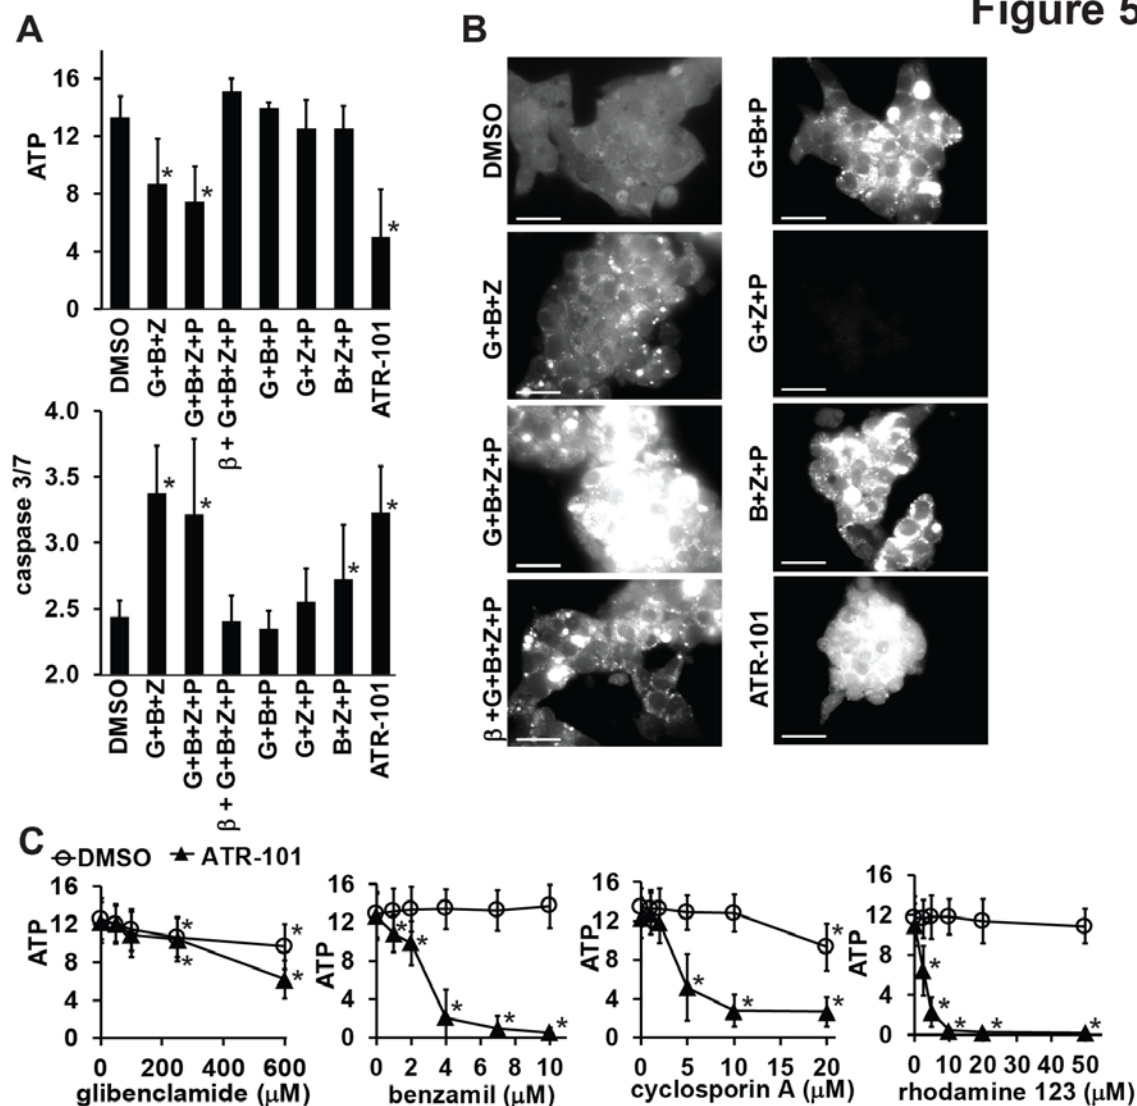 Figure 5
A
B
16
12
8
4
0
ATP
*
*
*
DMSO
G+B+Z
G+B+Z+P
β + G+B+Z+P
G+B+P
G+Z+P
B+Z+P
ATR-101
4.0
3.5
3.0
2.5
2.0
caspase 3/7
*
*
*
*
DMSO
G+B+Z
G+B+Z+P
β + G+B+Z+P
G+B+P
G+Z+P
B+Z+P
ATR-101
DMSO
G+B+P
G+B+Z
G+Z+P
G+B+Z+P
B+Z+P
β +G+B+Z+P
ATR-101
C
DMSO ATR-101
16
12
8
4
0
ATP
* * * *
0 200 400 600
glibenclamide (µM)
16
12
8
4
0
ATP
* * * * *
0 2 4 6 8 10
benzamil (µM)
16
12
8
4
0
ATP
* * * *
0 5 10 15 20
cyclosporin A (µM)
16
12
8
4
0
ATP
* * * * *
0 10 20 30 40 50
rhodamine 123 (µM)